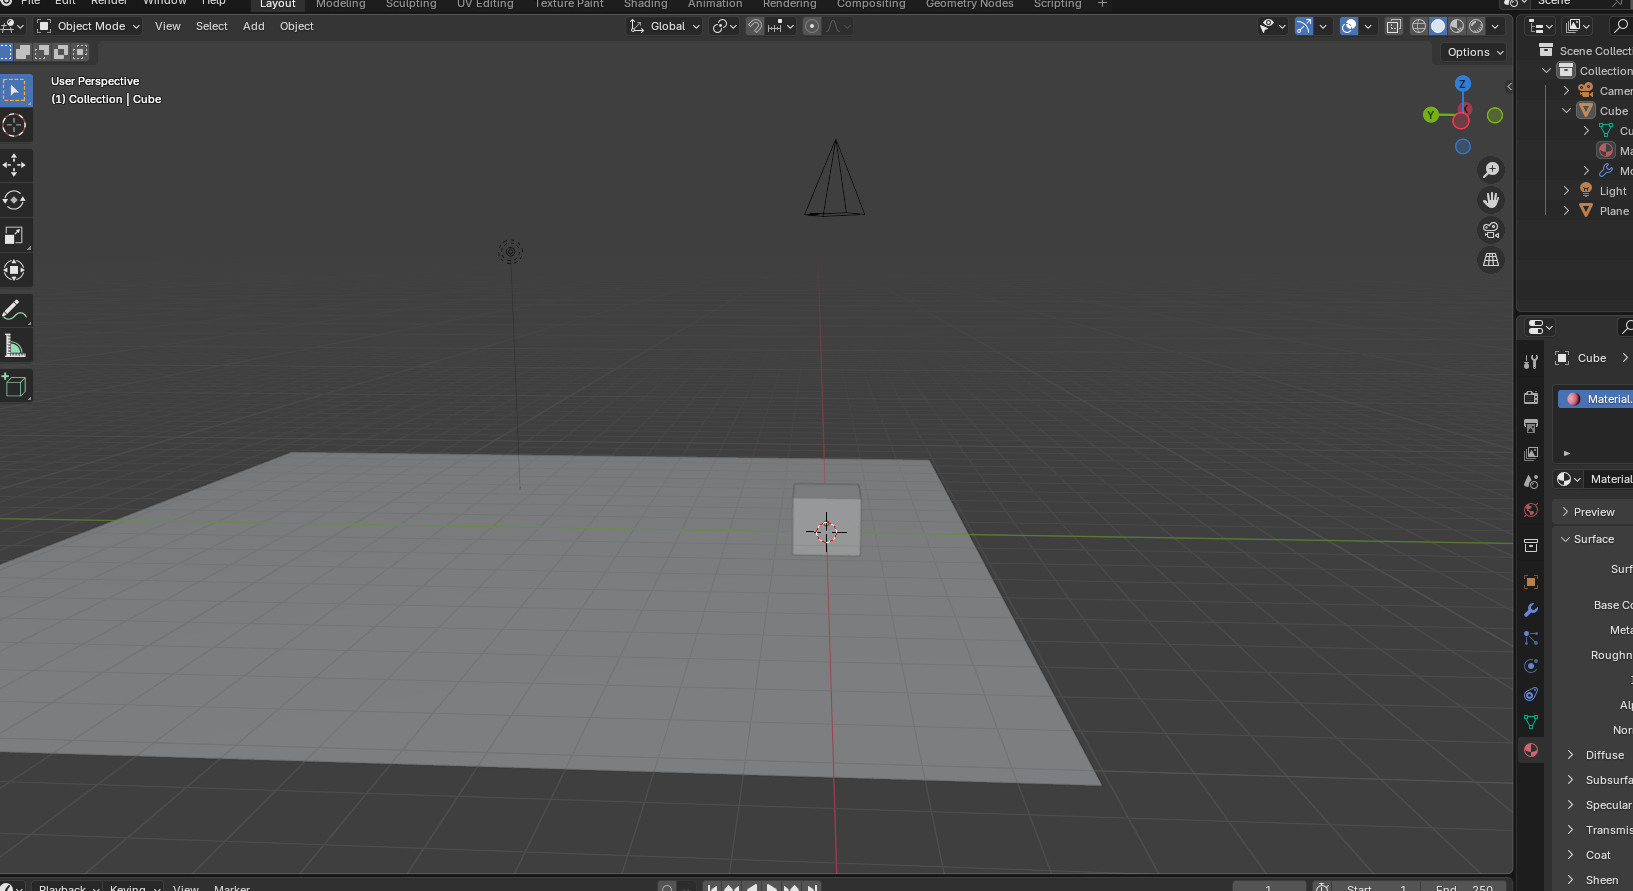 File Edit Render Window Help Layout Modeling Sculpting UV Editing Texture Paint Shading Animation Rendering Compositing Geometry Nodes Scripting + Scene
Object Mode View Select Add Object Global
Options
User Perspective
(1) Collection | Cube
Z
Y
Scene Collect
Collection
Camer
Cube
Cu
Ma
Mo
Light
Plane
Cube
Material.
Material
Preview
Surface
Surf
Base Co
Meta
Roughn
Alp
Norr
Diffuse
Subsurfa
Specular
Transmis
Coat
Sheen
Playback Keying View Marker 1 Start 1 End 250